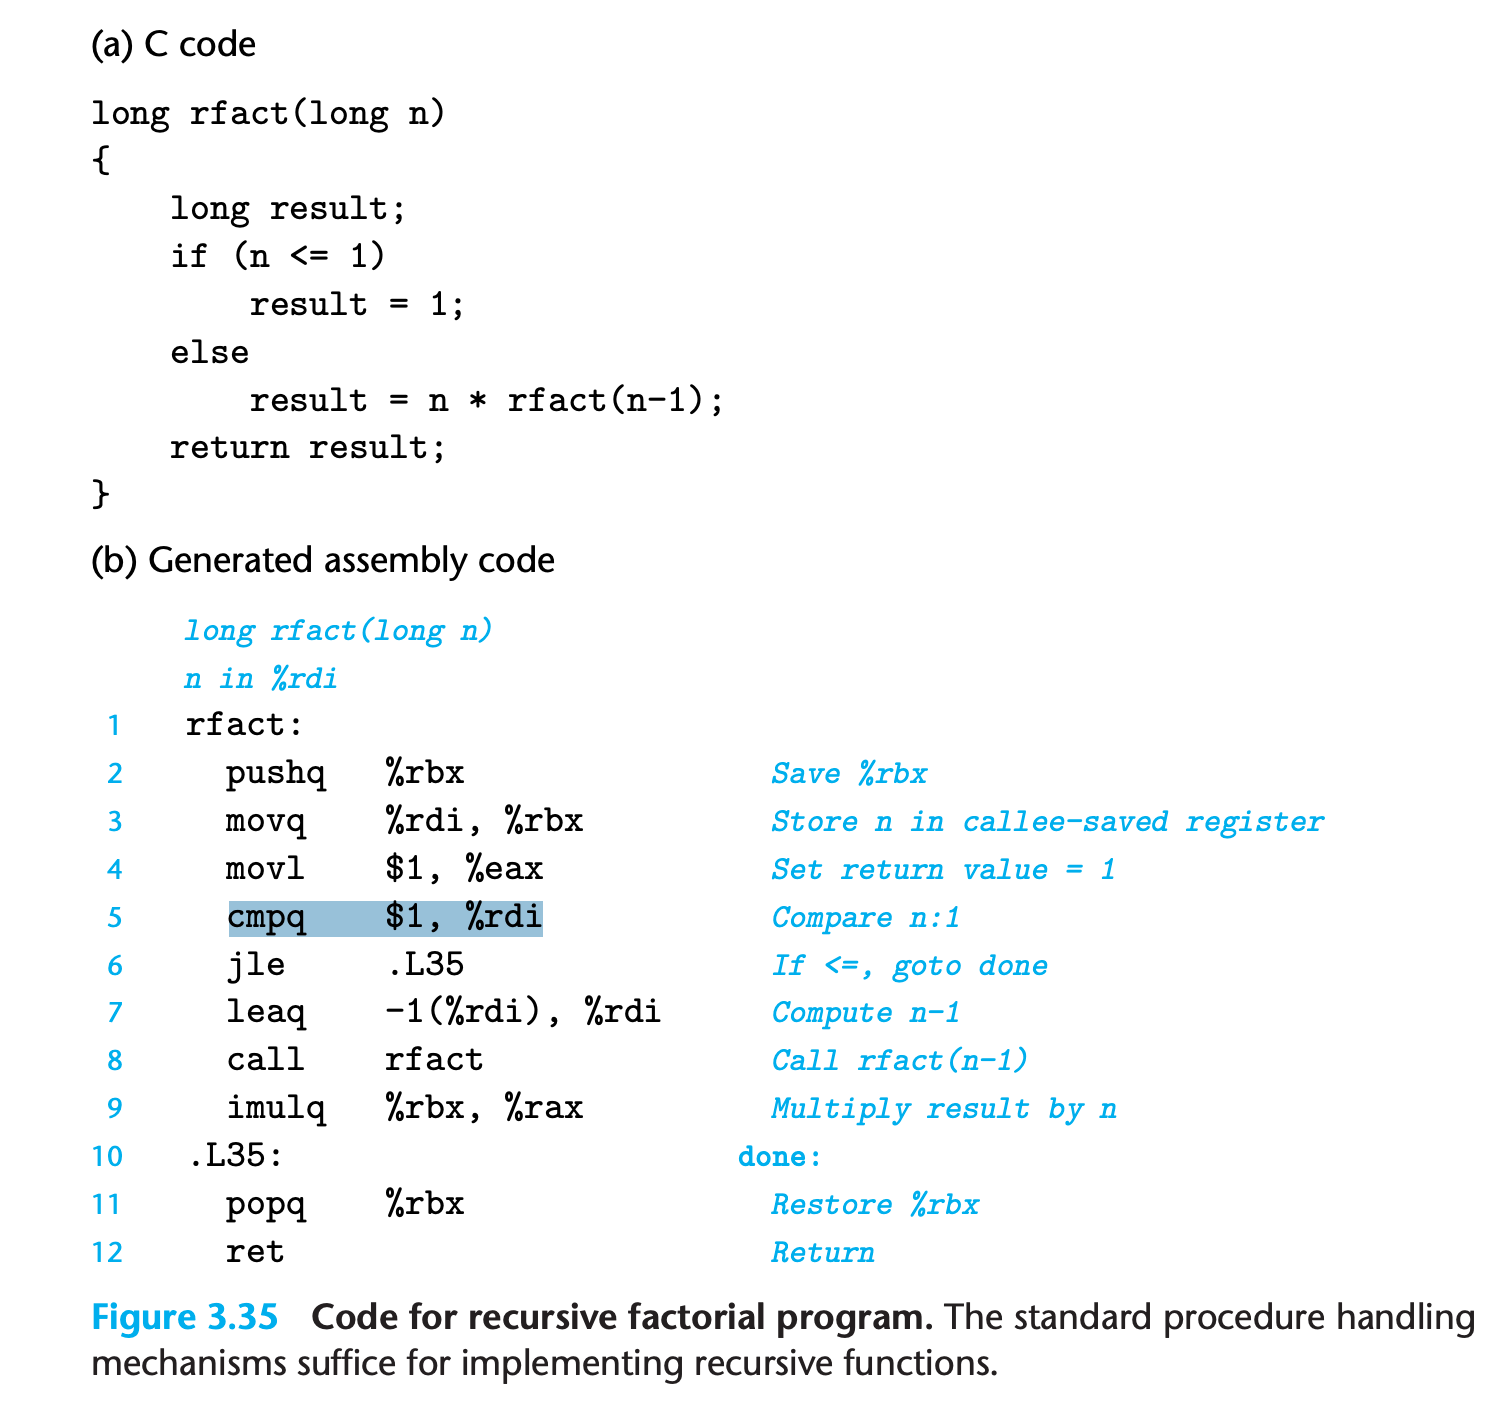 (a) C code
long rfact(long n)
{
    long result;
    if (n <= 1)
        result = 1;
    else
        result = n * rfact(n-1);
    return result;
}
(b) Generated assembly code
long rfact(long n)
n in %rdi
1 rfact:
2 pushq %rbx Save %rbx
3 movq %rdi, %rbx Store n in callee-saved register
4 movl $1, %eax Set return value = 1
5 cmpq $1, %rdi Compare n:1
6 jle .L35 If <=, goto done
7 leaq -1(%rdi), %rdi Compute n-1
8 call rfact Call rfact(n-1)
9 imulq %rbx, %rax Multiply result by n
10 .L35: done:
11 popq %rbx Restore %rbx
12 ret Return
Figure 3.35 Code for recursive factorial program. The standard procedure handling
mechanisms suffice for implementing recursive functions.